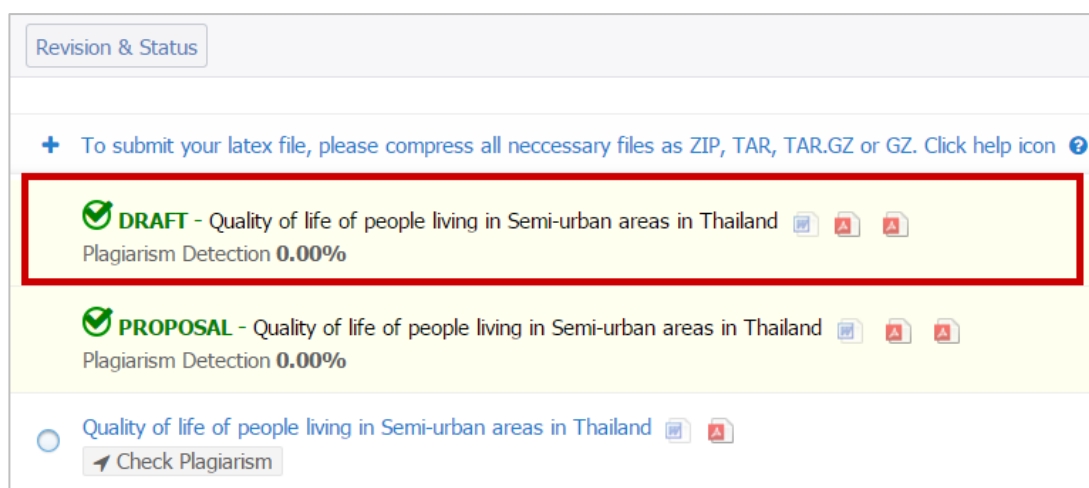 Revision & Status
+ To submit your latex file, please compress all neccessary files as ZIP, TAR, TAR.GZ or GZ. Click help icon ?
DRAFT - Quality of life of people living in Semi-urban areas in Thailand
Plagiarism Detection 0.00%
PROPOSAL - Quality of life of people living in Semi-urban areas in Thailand
Plagiarism Detection 0.00%
Quality of life of people living in Semi-urban areas in Thailand
Check Plagiarism